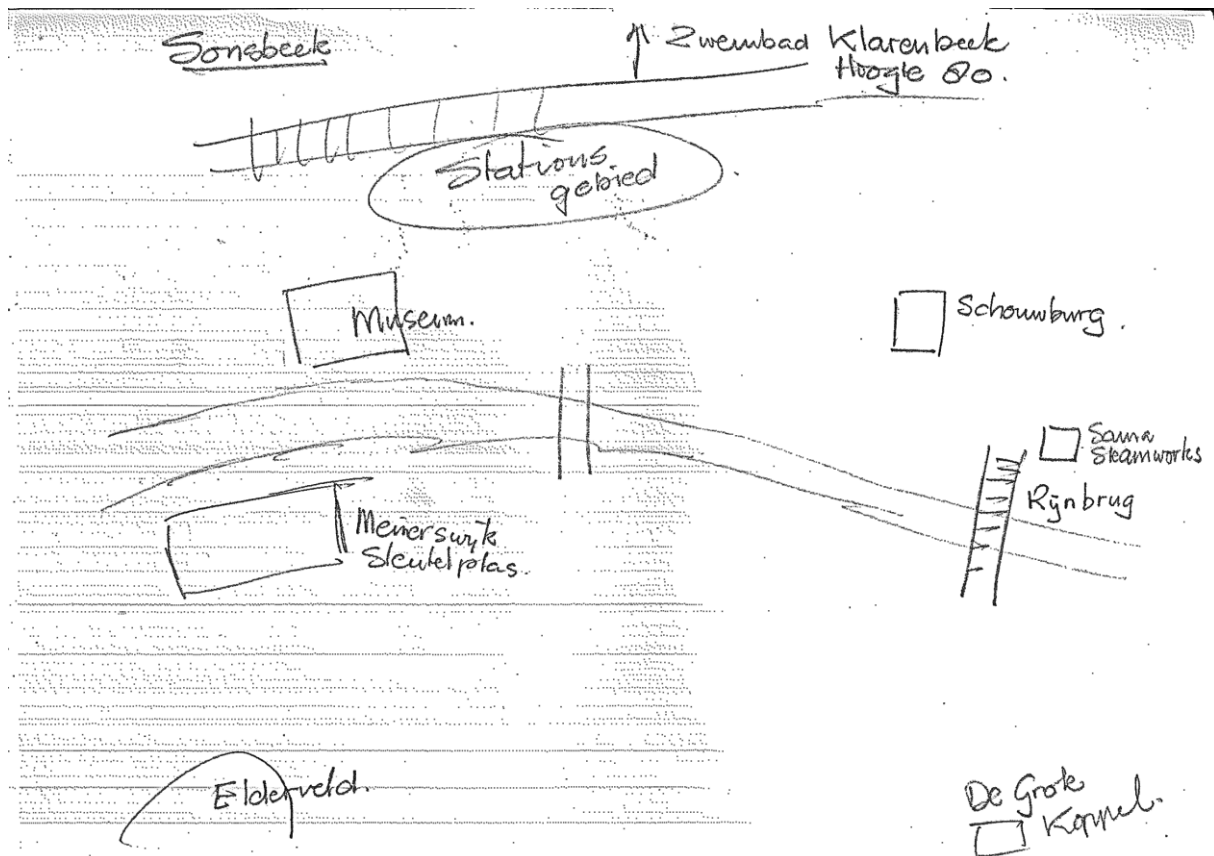 Sonsbeek
Zwembad Klarenbeek
Hoogte 80.
Stations
gebied
Museum.
Schouwburg.
Sauna
Steamworks
Rijnbrug
Meinerswijk
Sleutelplas.
Elderveld.
De Grote
Koppel.